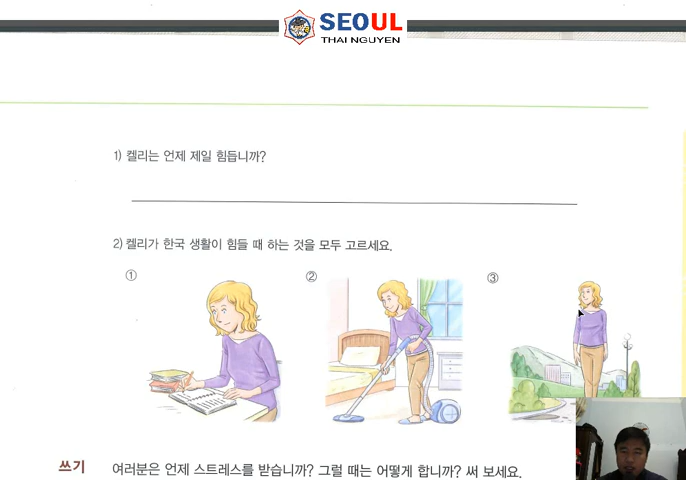 SEOUL
THAI NGUYEN
1) 켈리는 언제 제일 힘듭니까?
2) 켈리가 한국 생활이 힘들 때 하는 것을 모두 고르세요.
① ② ③
쓰기 여러분은 언제 스트레스를 받습니까? 그럴 때는 어떻게 합니까? 써 보세요.